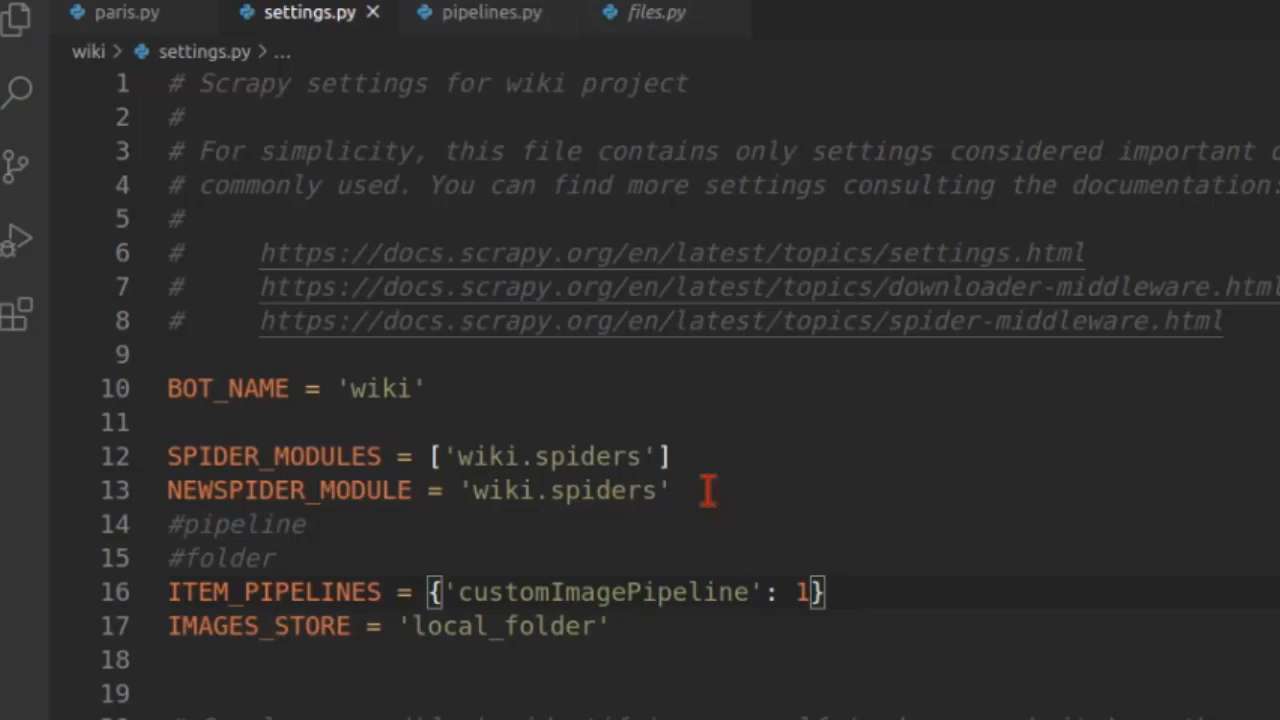 paris.py settings.py pipelines.py files.py
wiki > settings.py > ...
1 # Scrapy settings for wiki project
2 #
3 # For simplicity, this file contains only settings considered important
4 # commonly used. You can find more settings consulting the documentation:
5 #
6 # https://docs.scrapy.org/en/latest/topics/settings.html
7 # https://docs.scrapy.org/en/latest/topics/downloader-middleware.html
8 # https://docs.scrapy.org/en/latest/topics/spider-middleware.html
9
10 BOT_NAME = 'wiki'
11
12 SPIDER_MODULES = ['wiki.spiders']
13 NEWSPIDER_MODULE = 'wiki.spiders'
14 #pipeline
15 #folder
16 ITEM_PIPELINES = {'customImagePipeline': 1}
17 IMAGES_STORE = 'local_folder'
18
19